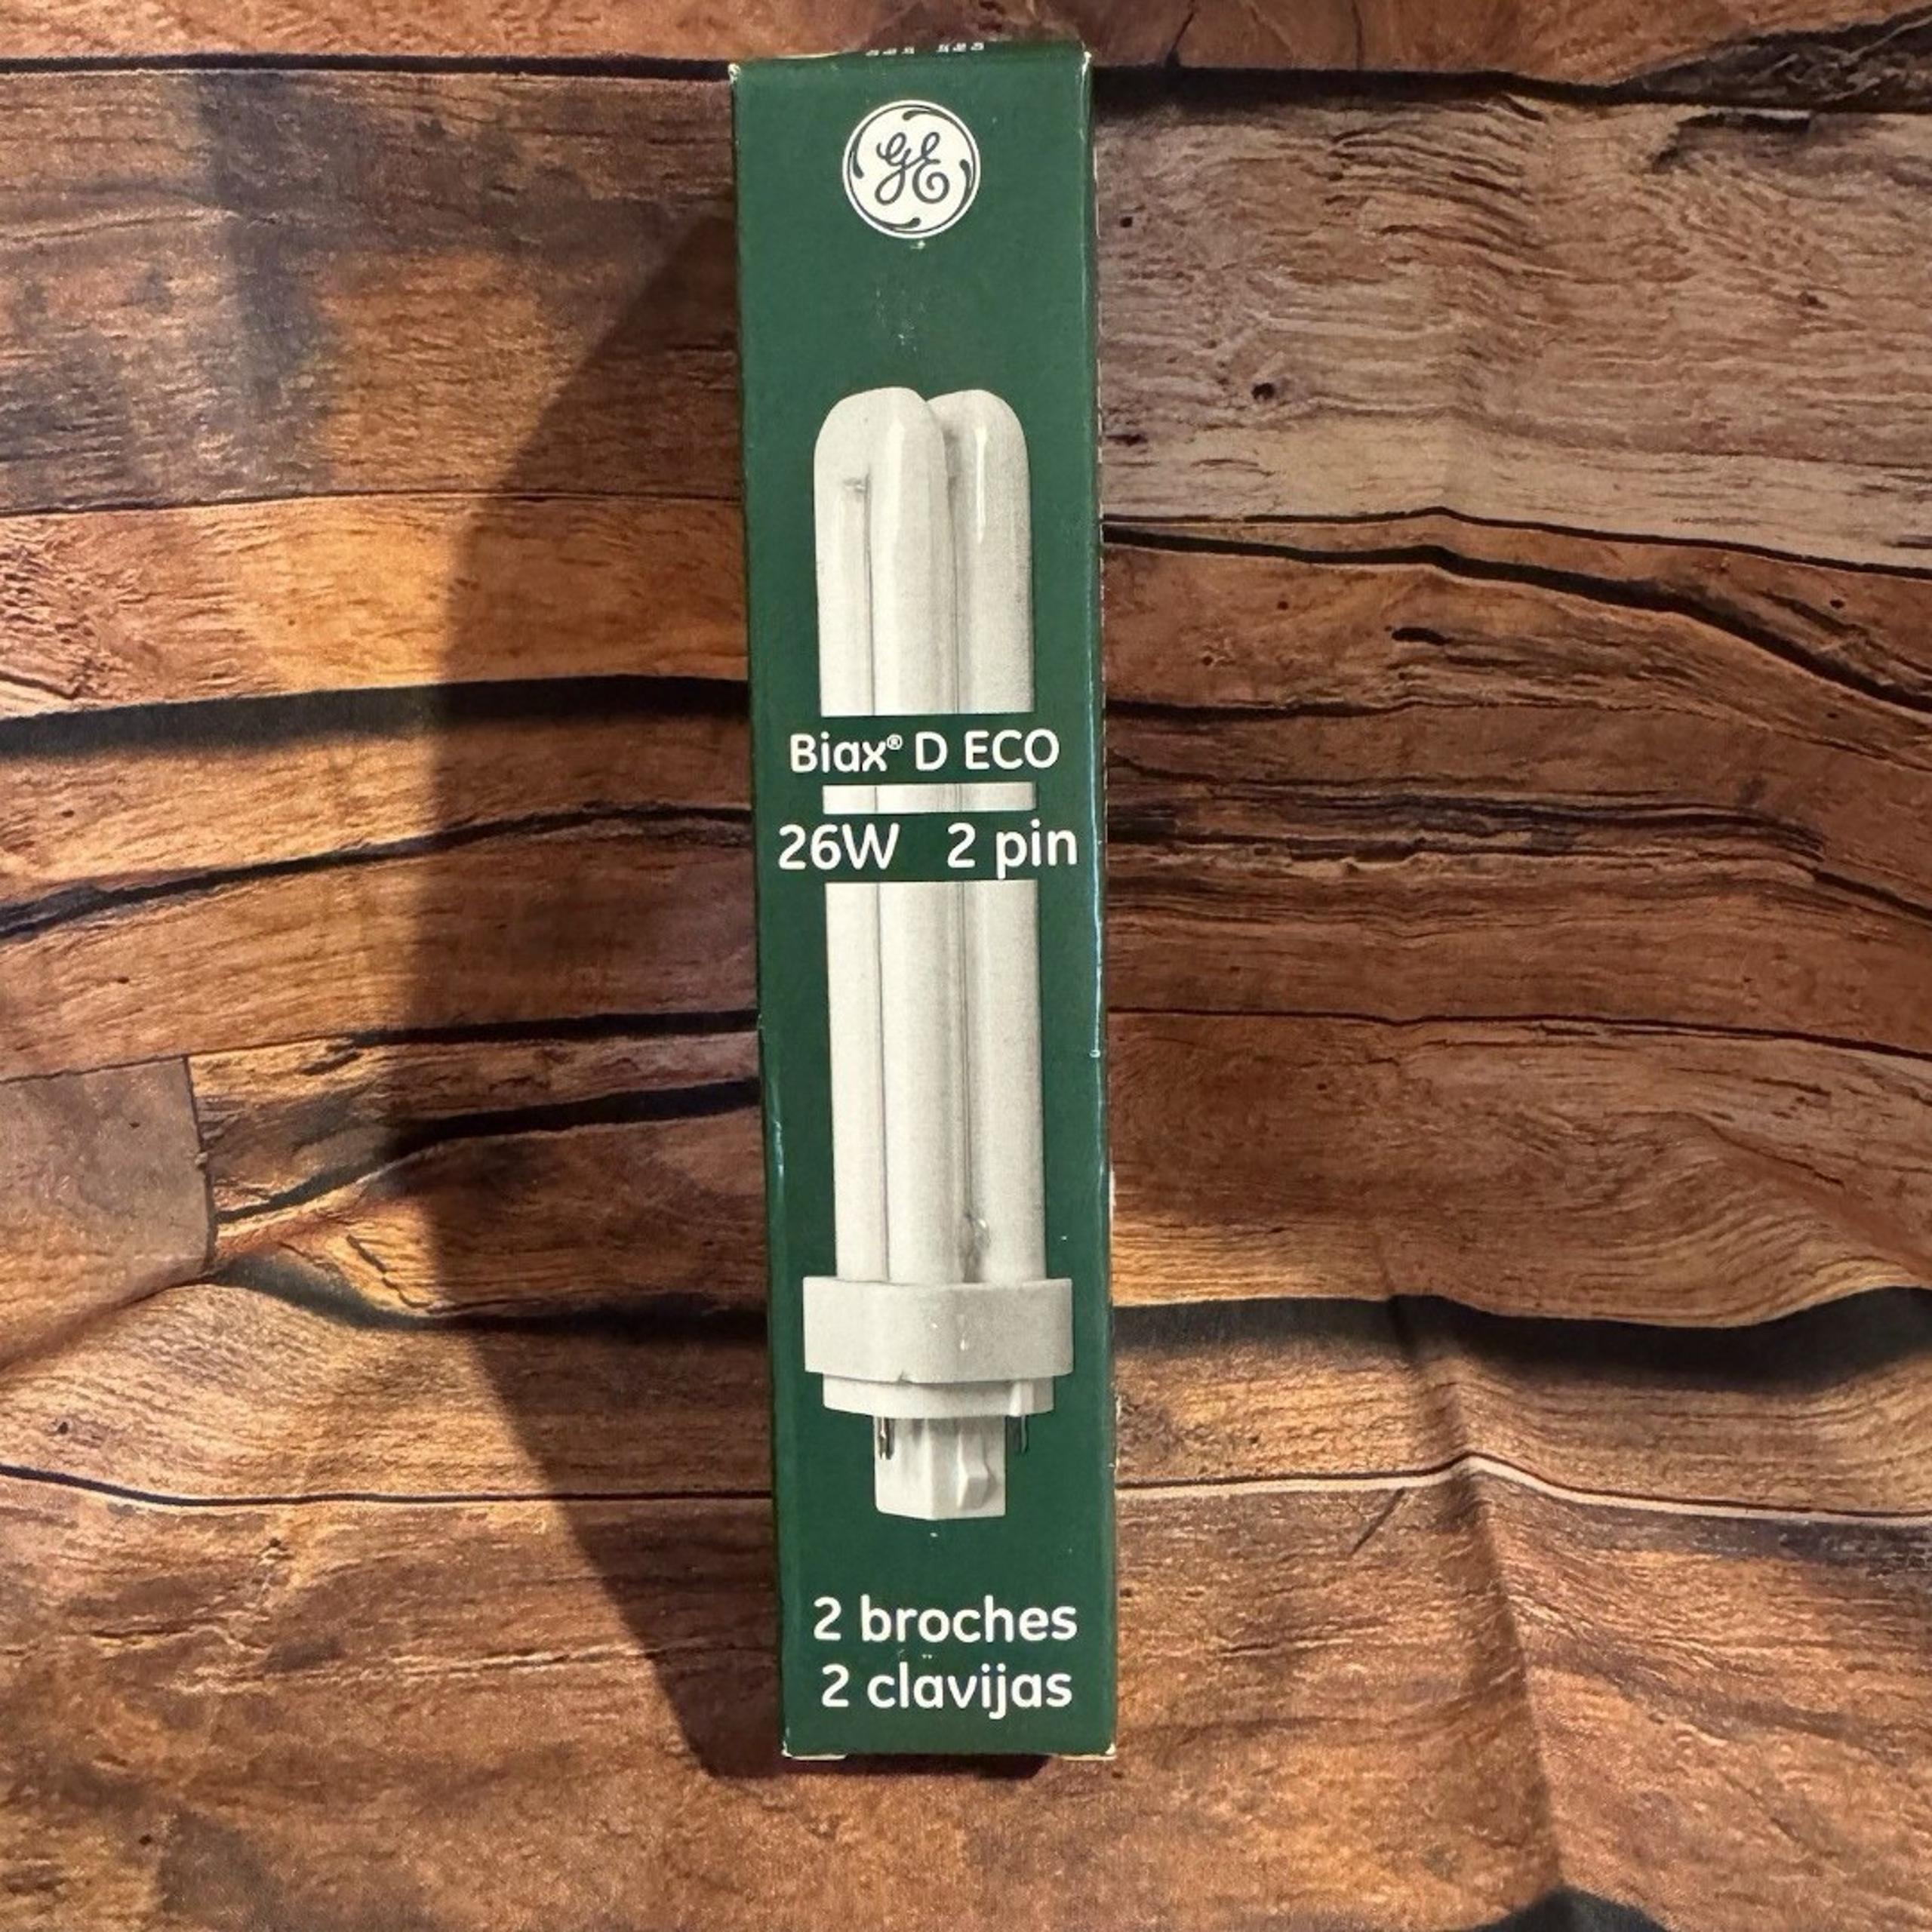 GE
Biax® D ECO
26W 2 pin
2 broches
2 clavijas